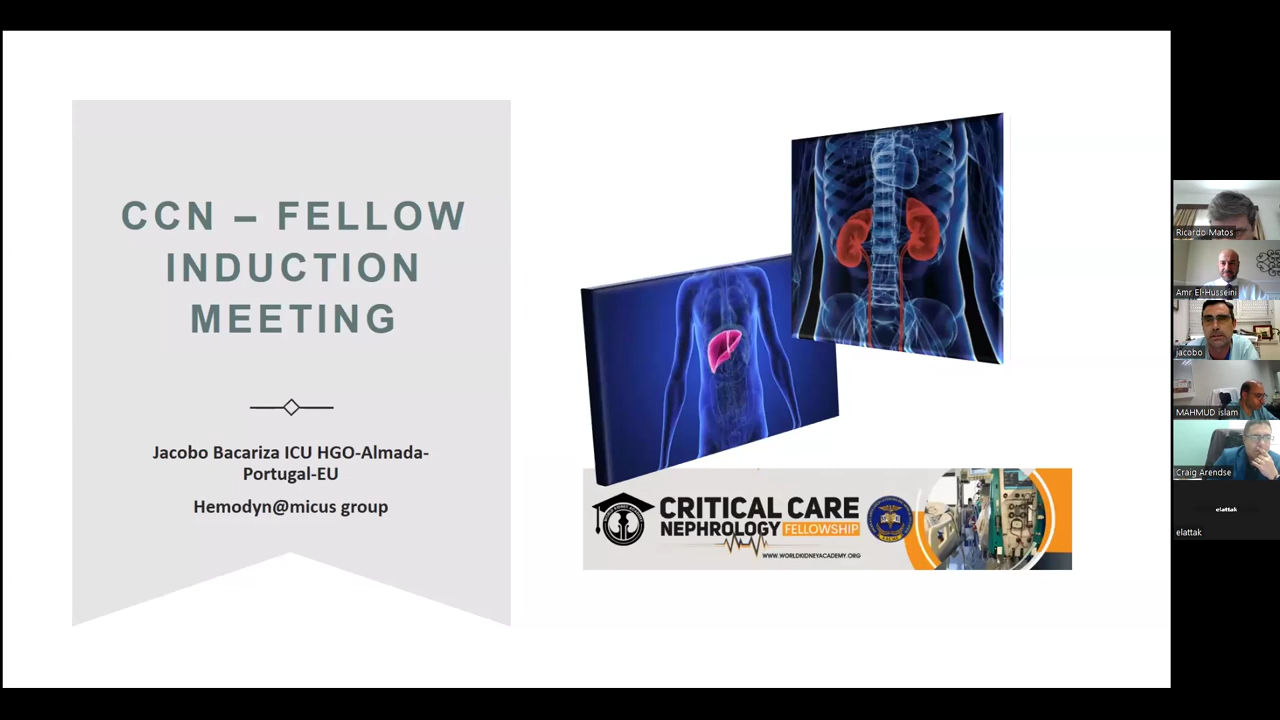 CCN – FELLOW
INDUCTION
MEETING
Jacobo Bacariza ICU HGO-Almada-
Portugal-EU
Hemodyn@micus group
CRITICAL CARE
NEPHROLOGY FELLOWSHIP
WWW.WORLDKIDNEYACADEMY.ORG
Ricardo Matos
Amr El-Husseini
jacobo
MAHMUD islam
Craig Arendse
elattak
elattak